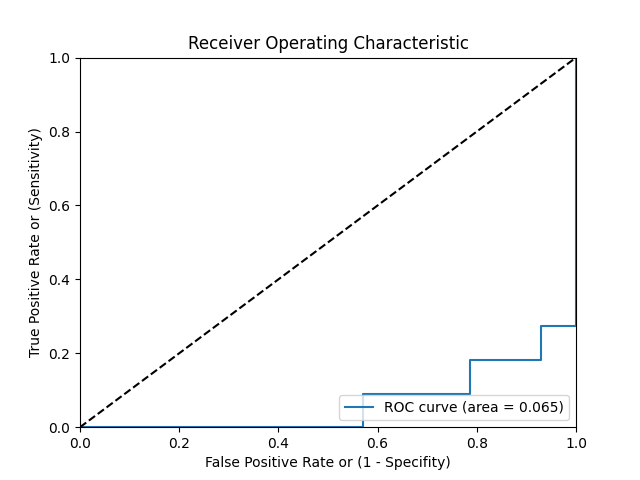 Receiver Operating Characteristic
1.0
0.8
0.6
0.4
0.2
0.0
True Positive Rate or (Sensitivity)
ROC curve (area = 0.065)
0.0 0.2 0.4 0.6 0.8 1.0
False Positive Rate or (1 - Specifity)